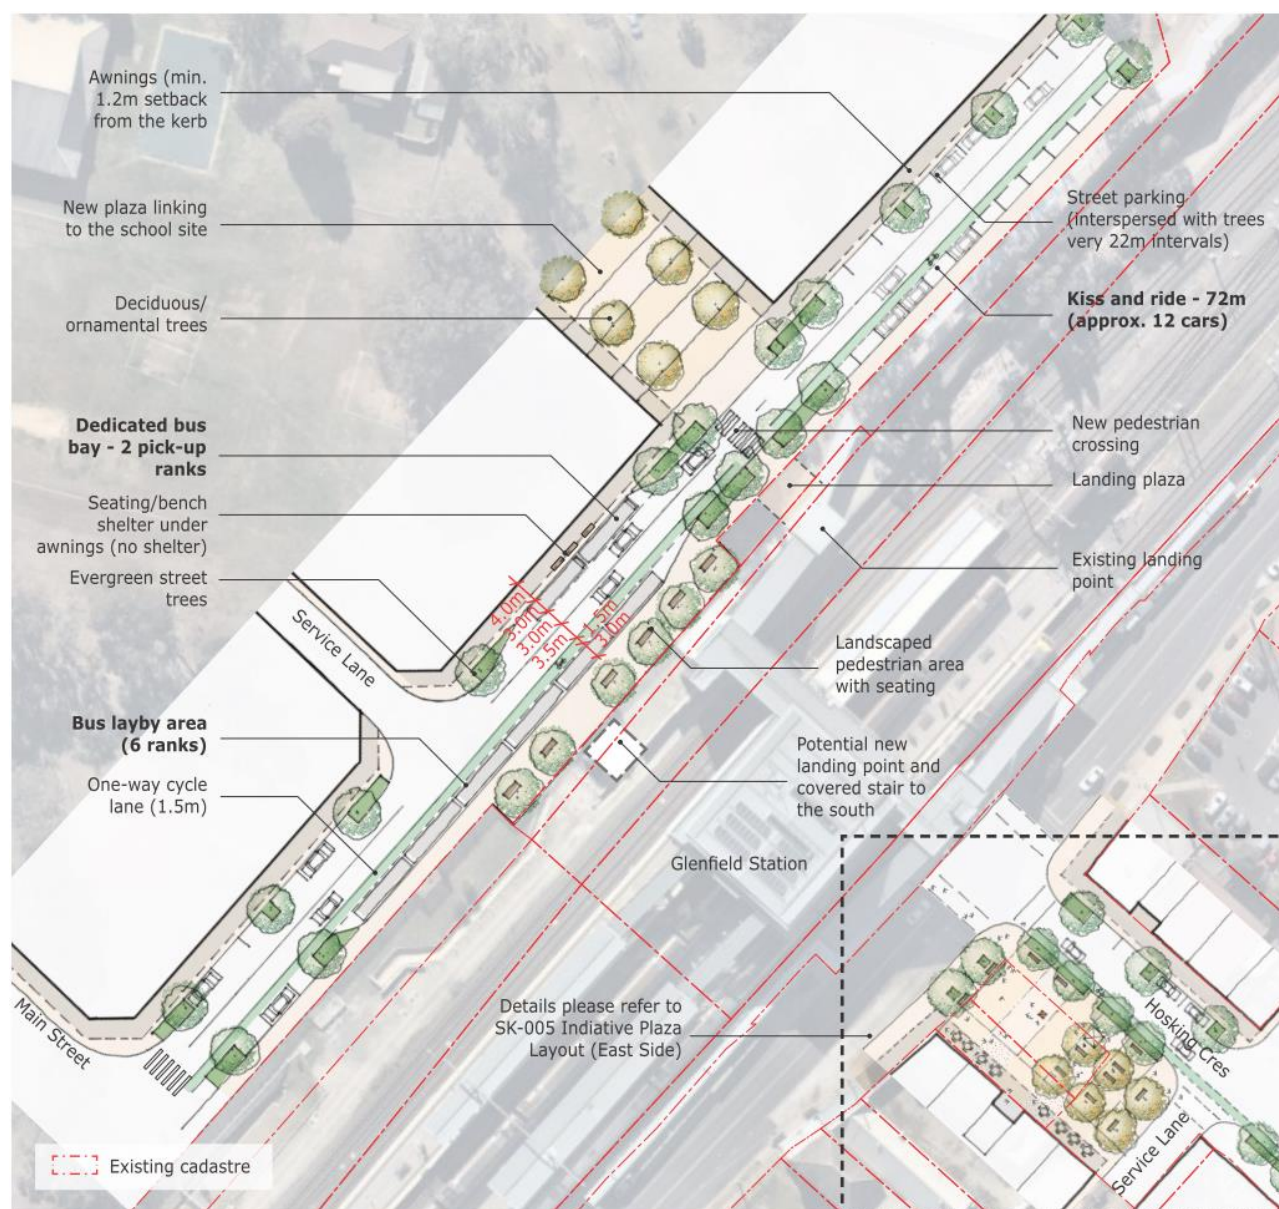 Awnings (min.
1.2m setback
from the kerb
New plaza linking
to the school site
Deciduous/
ornamental trees
Dedicated bus
bay - 2 pick-up
ranks
Seating/bench
shelter under
awnings (no shelter)
Evergreen street
trees
Service Lane
Bus layby area
(6 ranks)
One-way cycle
lane (1.5m)
Main Street
4.0m
3.0m
3.0m
3.5m
1.5m
3.0m
Street parking
(interspersed with trees
very 22m intervals)
Kiss and ride - 72m
(approx. 12 cars)
New pedestrian
crossing
Landing plaza
Existing landing
point
Landscaped
pedestrian area
with seating
Potential new
landing point and
covered stair to
the south
Glenfield Station
Details please refer to
SK-005 Indiative Plaza
Layout (East Side)
Hosking Cres
Service Lane
Existing cadastre